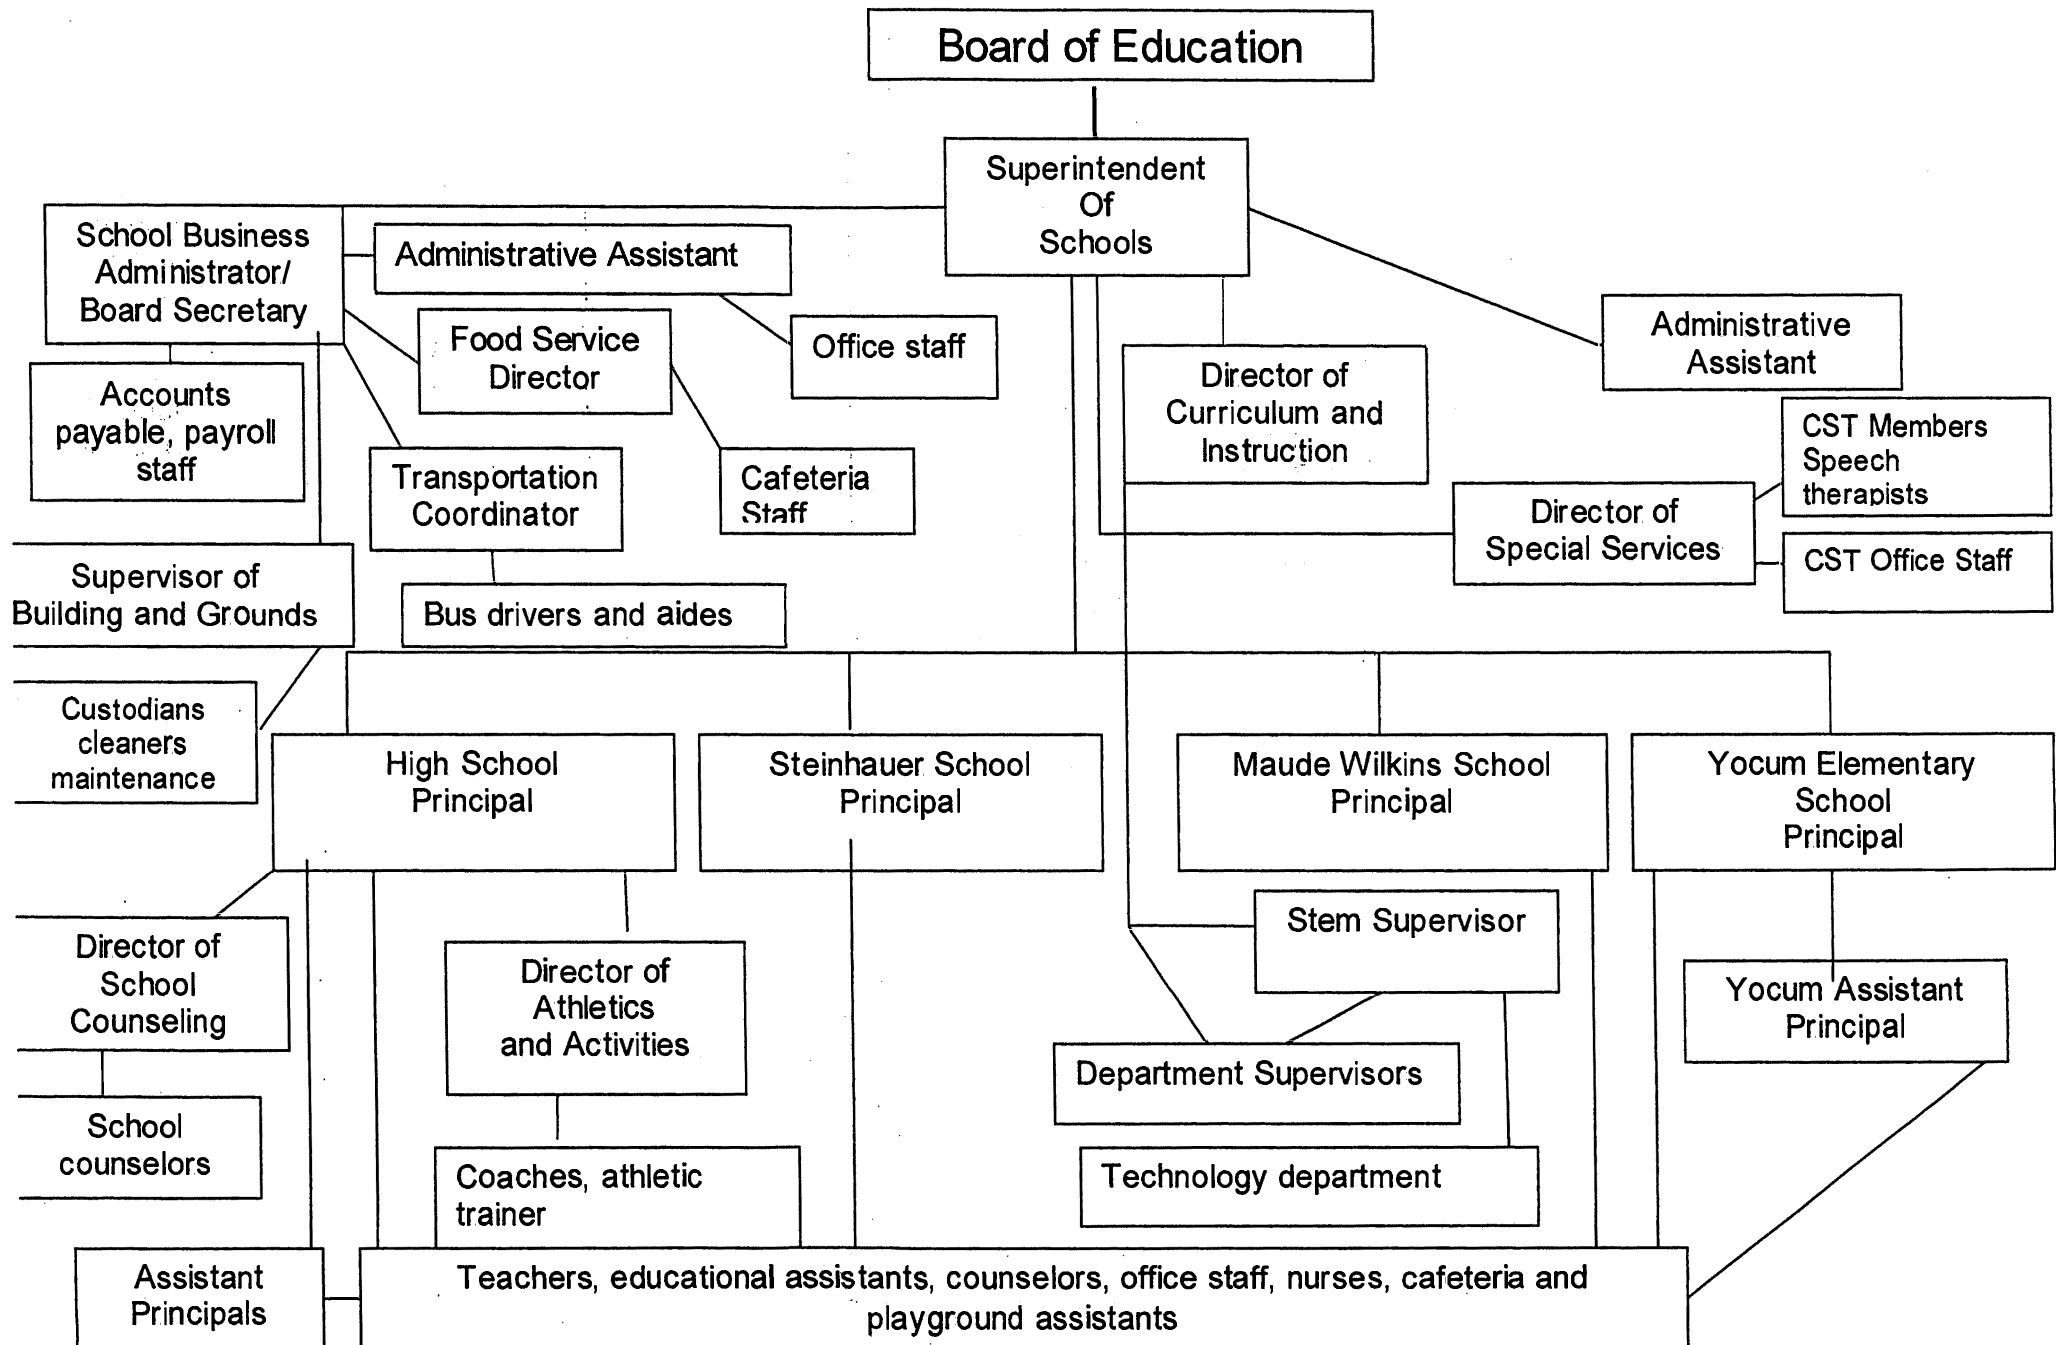 Board of Education
Superintendent
Of
Schools
School Business
Administrator/
Board Secretary
Administrative Assistant
Food Service
Director
Office staff
Administrative
Assistant
Accounts
payable, payroll
staff
Director of
Curriculum and
Instruction
CST Members
Speech
therapists
Transportation
Coordinator
Cafeteria
Staff
Director of
Special Services
CST Office Staff
Supervisor of
Building and Grounds
Bus drivers and aides
Custodians
cleaners
maintenance
High School
Principal
Steinhauer School
Principal
Maude Wilkins School
Principal
Yocum Elementary
School
Principal
Director of
School
Counseling
Director of
Athletics
and Activities
Stem Supervisor
Yocum Assistant
Principal
Department Supervisors
School
counselors
Coaches, athletic
trainer
Technology department
Assistant
Principals
Teachers, educational assistants, counselors, office staff, nurses, cafeteria and
playground assistants